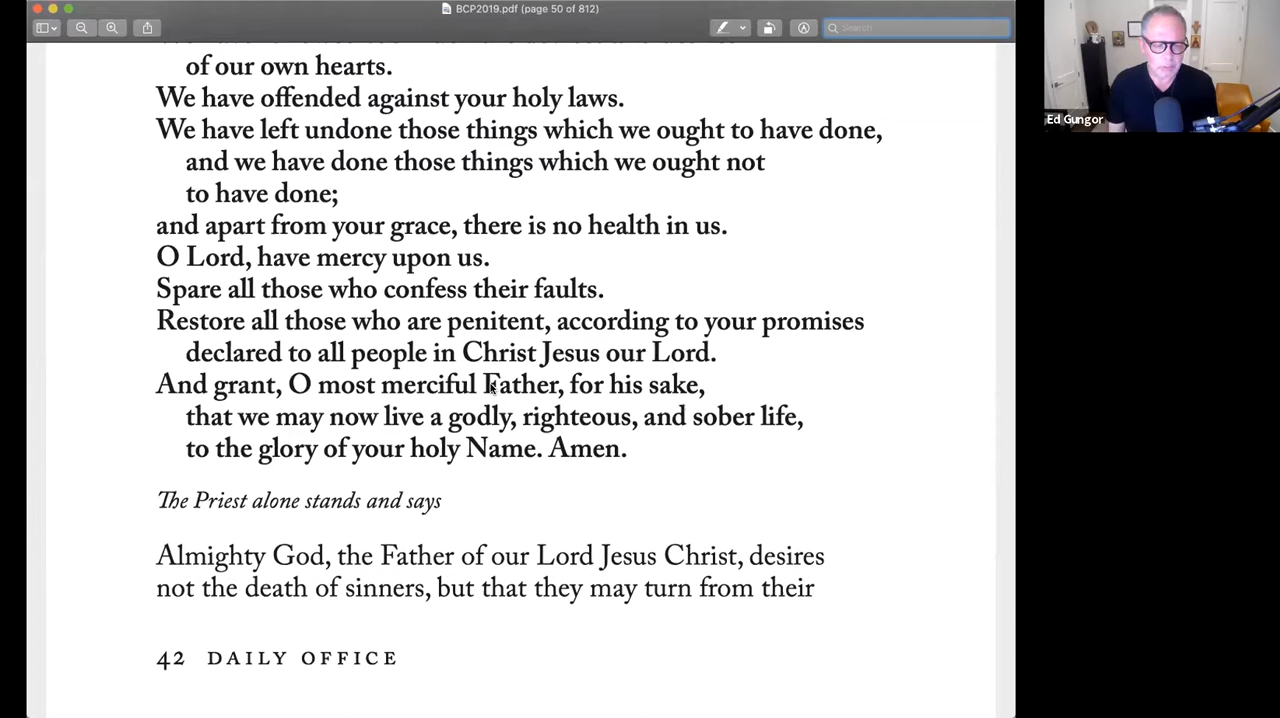 BCP2019.pdf (page 50 of 812)
Search
of our own hearts.
We have offended against your holy laws.
We have left undone those things which we ought to have done,
and we have done those things which we ought not
to have done;
and apart from your grace, there is no health in us.
O Lord, have mercy upon us.
Spare all those who confess their faults.
Restore all those who are penitent, according to your promises
declared to all people in Christ Jesus our Lord.
And grant, O most merciful Father, for his sake,
that we may now live a godly, righteous, and sober life,
to the glory of your holy Name. Amen.
The Priest alone stands and says
Almighty God, the Father of our Lord Jesus Christ, desires
not the death of sinners, but that they may turn from their
42 DAILY OFFICE
Ed Gungor